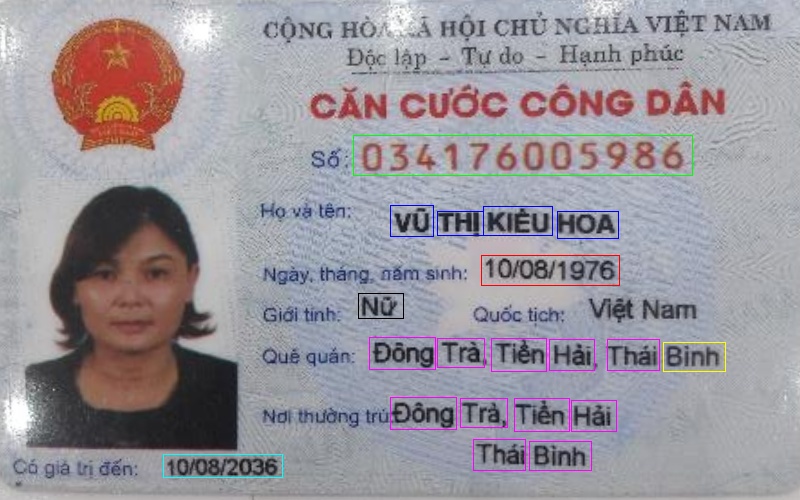 CỘNG HÒA XÃ HỘI CHỦ NGHĨA VIỆT NAM
Độc lập - Tự do - Hạnh phúc
CĂN CƯỚC CÔNG DÂN
Số: 034176005986
Họ và tên: VŨ THỊ KIỀU HOA
Ngày, tháng, năm sinh: 10/08/1976
Giới tính: Nữ Quốc tịch: Việt Nam
Quê quán: Đông Trà, Tiền Hải, Thái Bình
Nơi thường trú: Đông Trà, Tiền Hải
Thái Bình
Có giá trị đến: 10/08/2036